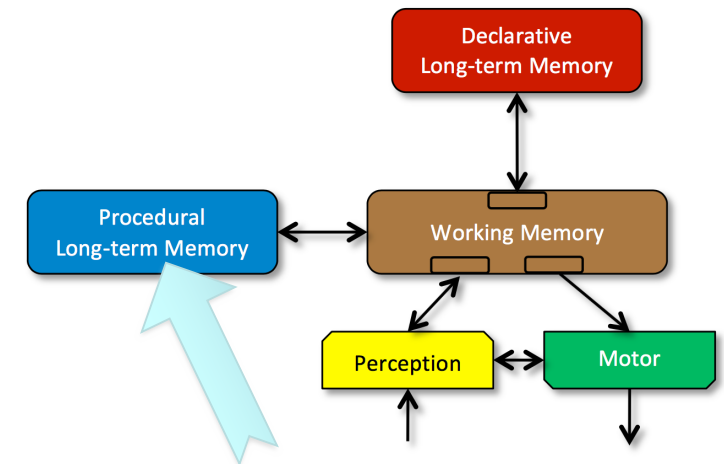 Declarative
Long-term Memory
Procedural
Long-term Memory
Working Memory
Perception
Motor